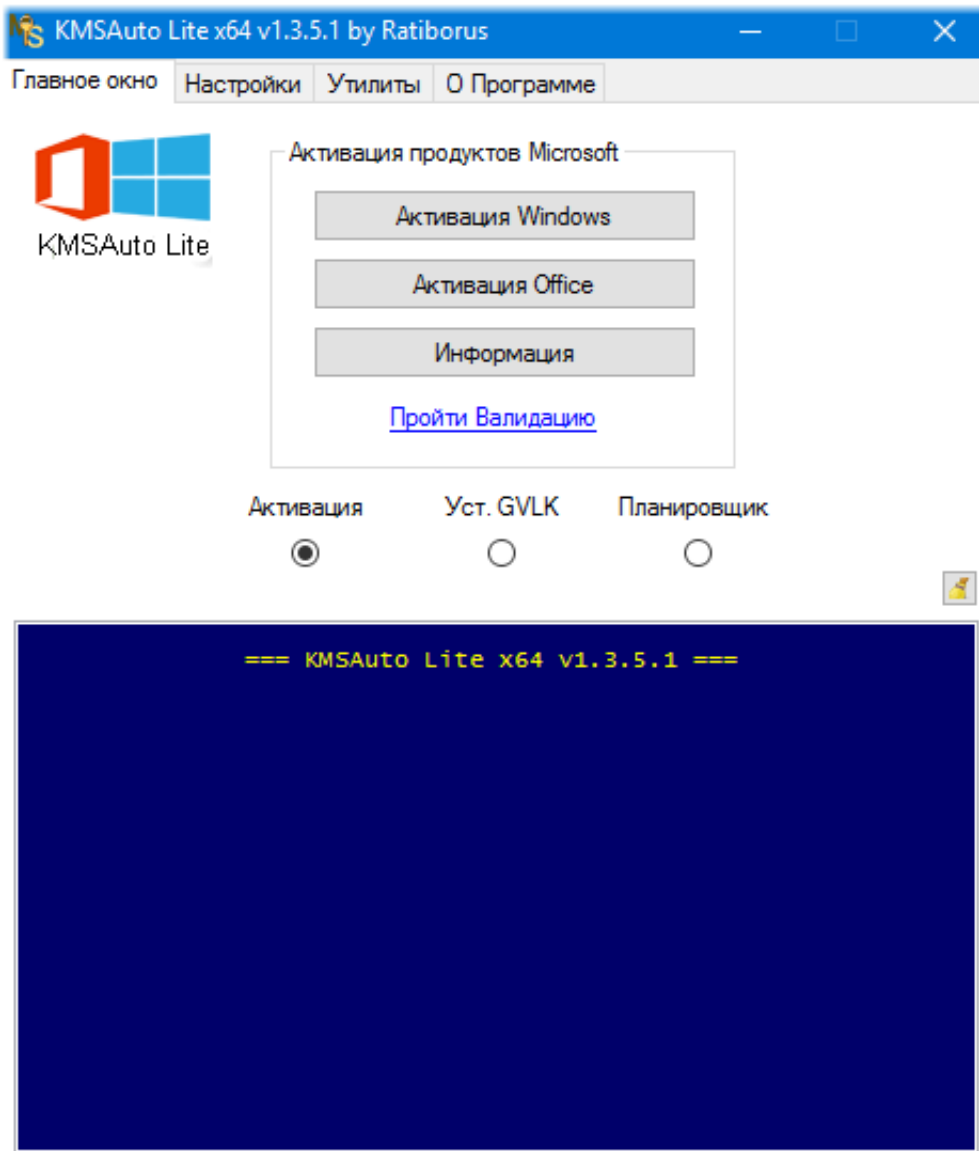 KMSAuto Lite x64 v1.3.5.1 by Ratiborus
Главное окно Настройки Утилиты О Программе
Активация продуктов Microsoft
Активация Windows
KMSAuto Lite
Активация Office
Информация
Пройти Валидацию
Активация Уст. GVLK Планировщик
=== KMSAuto Lite x64 v1.3.5.1 ===